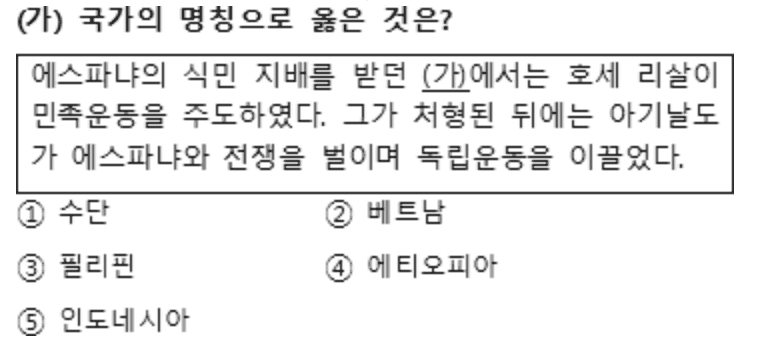 (가) 국가의 명칭으로 옳은 것은?
에스파냐의 식민 지배를 받던 (가)에서는 호세 리살이
민족운동을 주도하였다. 그가 처형된 뒤에는 아기날도
가 에스파냐와 전쟁을 벌이며 독립운동을 이끌었다.
① 수단 ② 베트남
③ 필리핀 ④ 에티오피아
⑤ 인도네시아